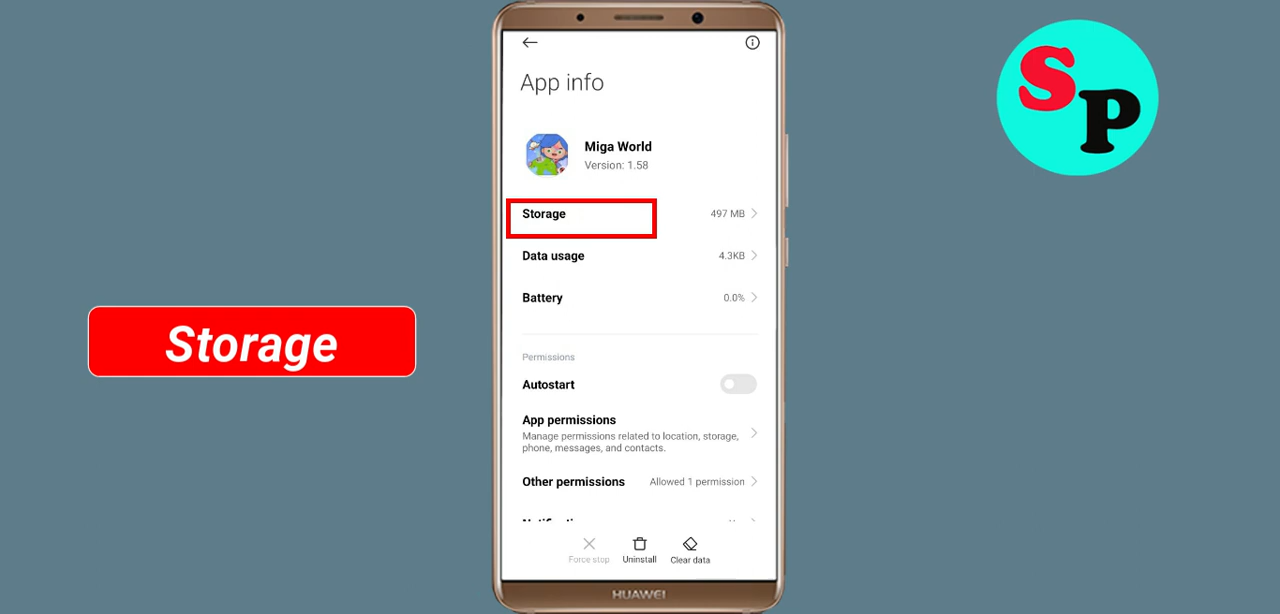 App info
Miga World
Version: 1.58
Storage 497 MB
Data usage 4.3KB
Battery 0.0%
Permissions
Autostart
App permissions
Manage permissions related to location, storage,
phone, messages, and contacts.
Other permissions Allowed 1 permission
Force stop Uninstall Clear data
HUAWEI
Storage
SP